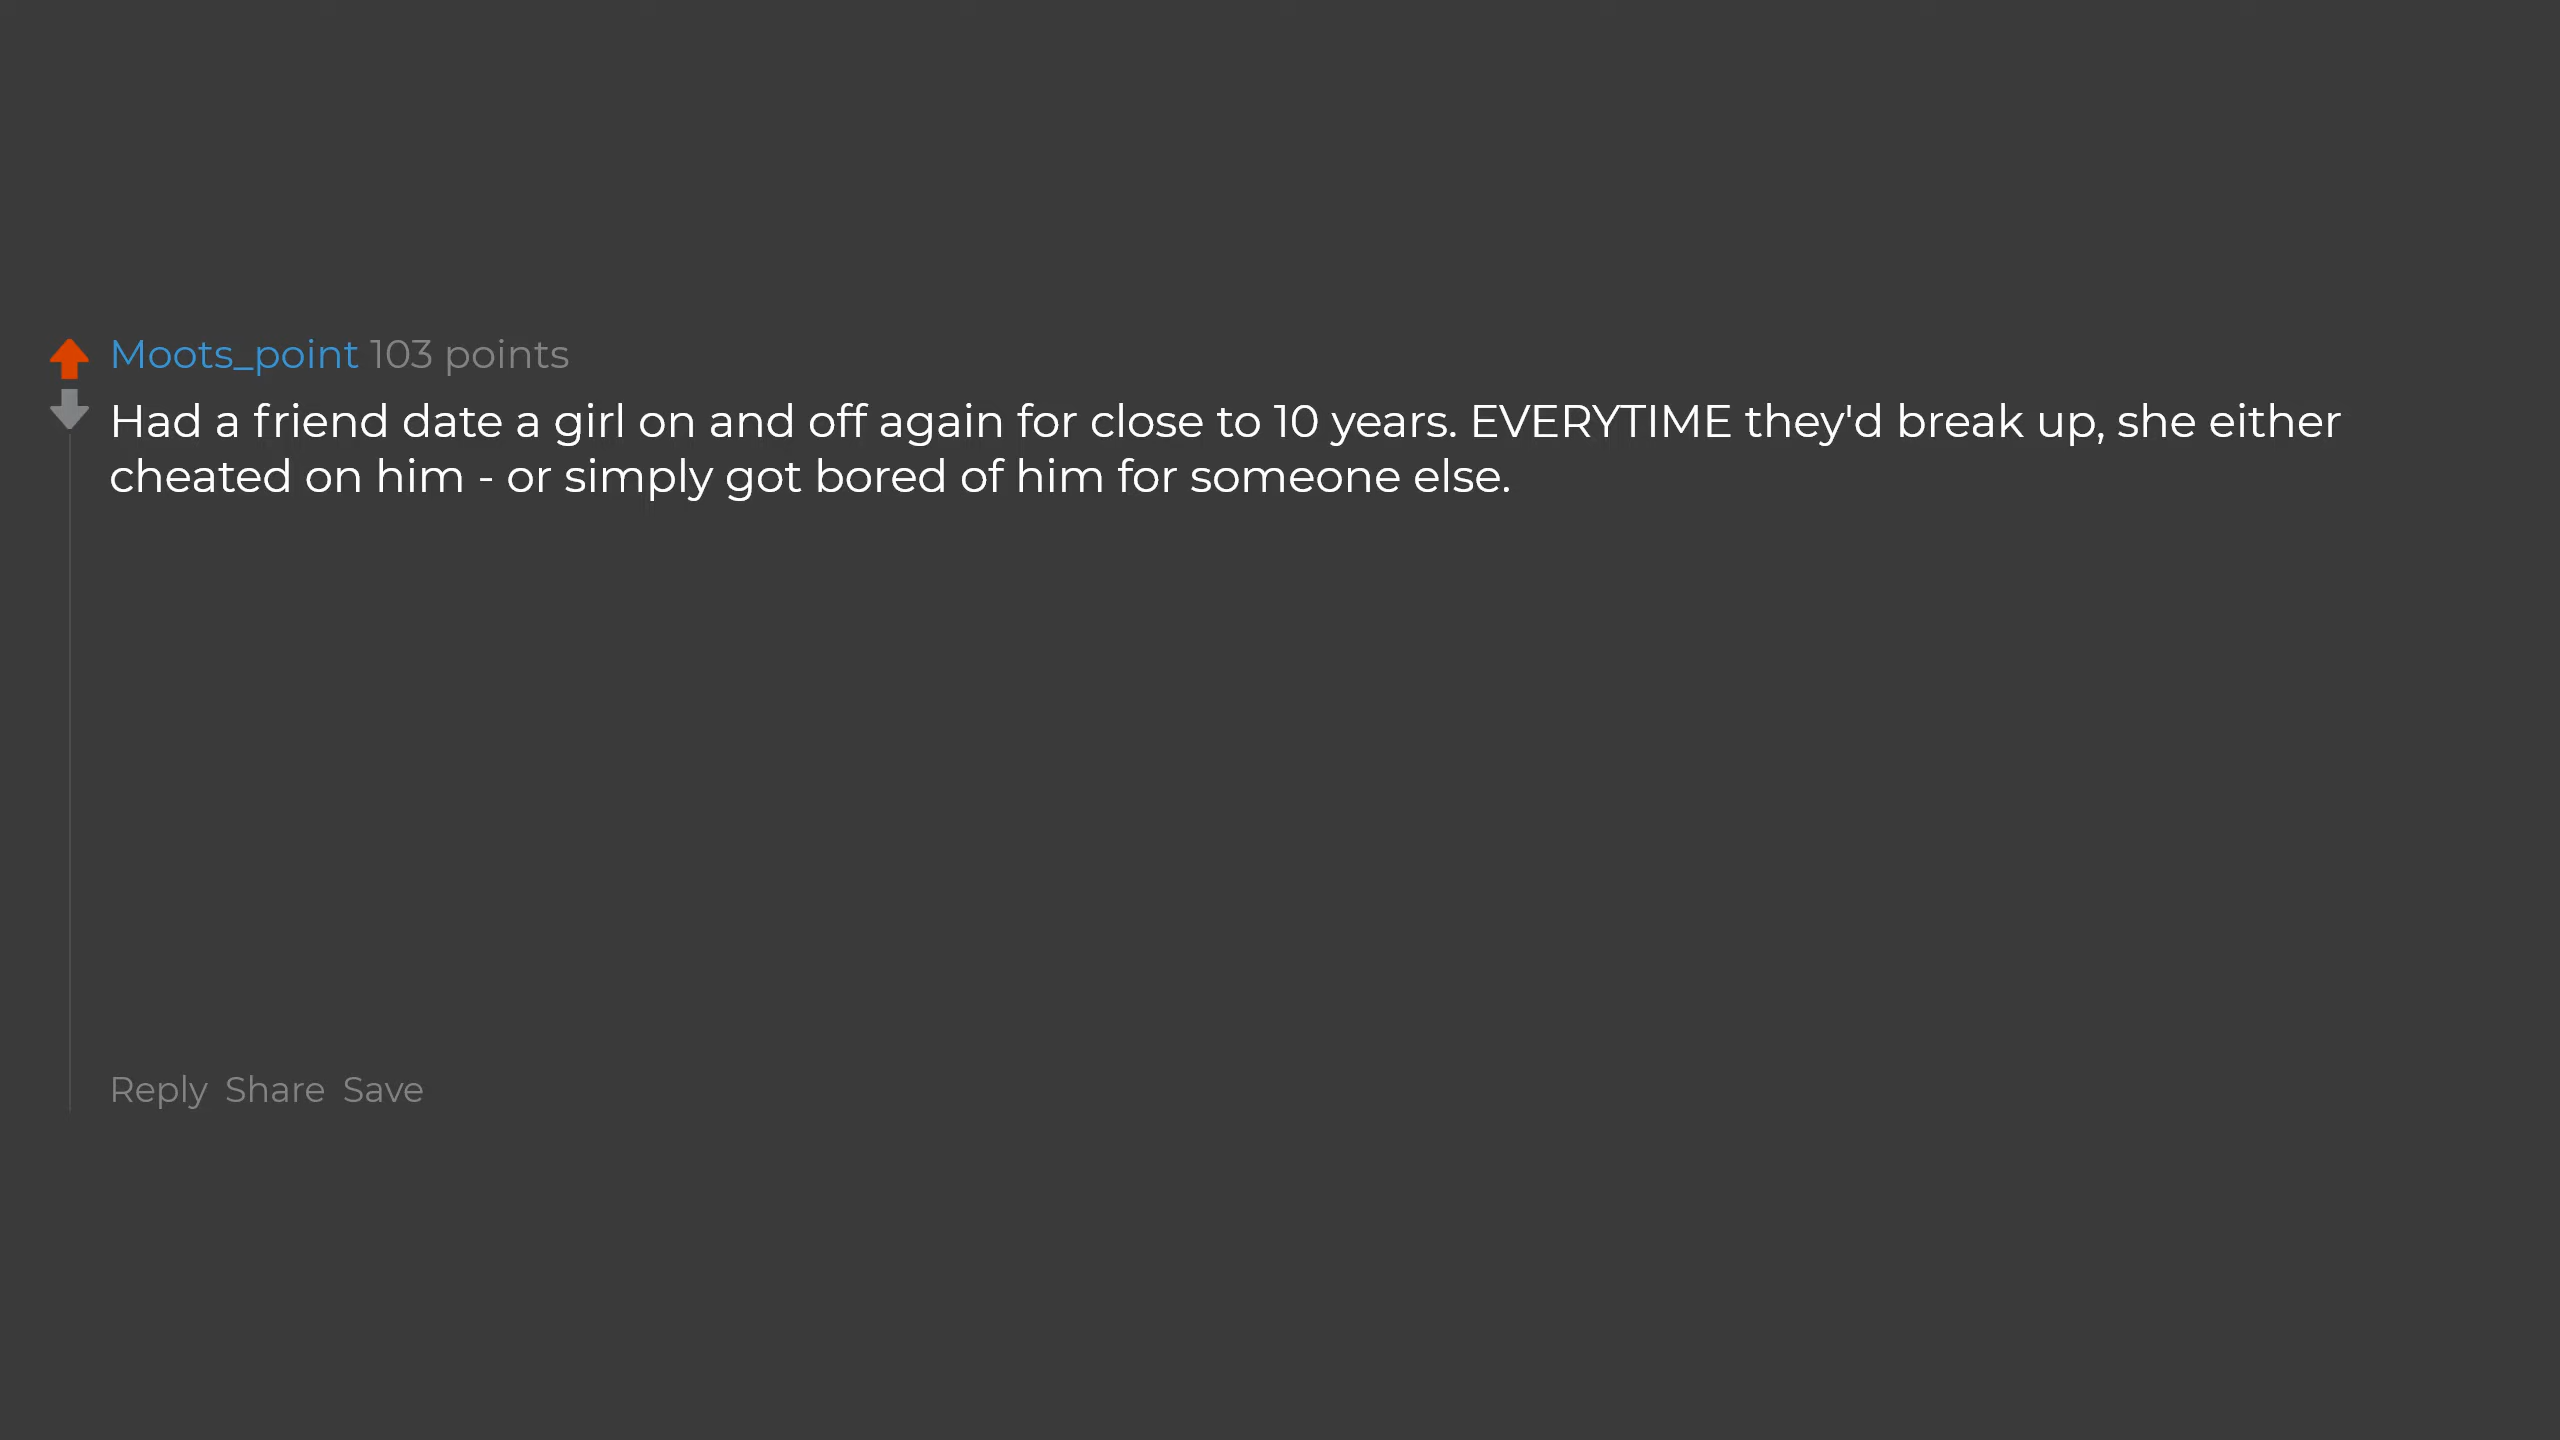 Moots_point 103 points
Had a friend date a girl on and off again for close to 10 years. EVERYTIME they'd break up, she either
cheated on him - or simply got bored of him for someone else.
Reply Share Save